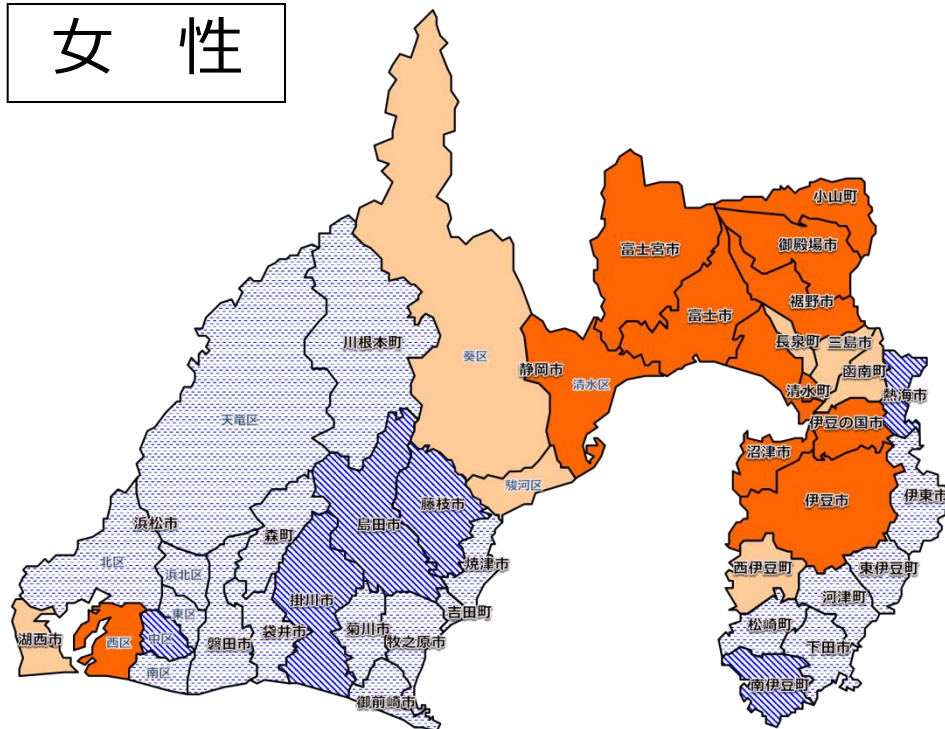 女　性
小山町
御殿場市
富士宮市
裾野市
富士市
長泉町
三島市
川根本町
葵区
静岡市
清水区
函南町
清水町
熱海市
天竜区
伊豆の国市
沼津市
駿河区
伊豆市
伊東市
藤枝市
浜松市
島田市
森町
焼津市
北区
浜北区
西伊豆町
東伊豆町
掛川市
河津町
東区
吉田町
菊川市
松崎町
湖西市
西区
中区
袋井市
磐田市
牧之原市
下田市
南区
南伊豆町
御前崎市